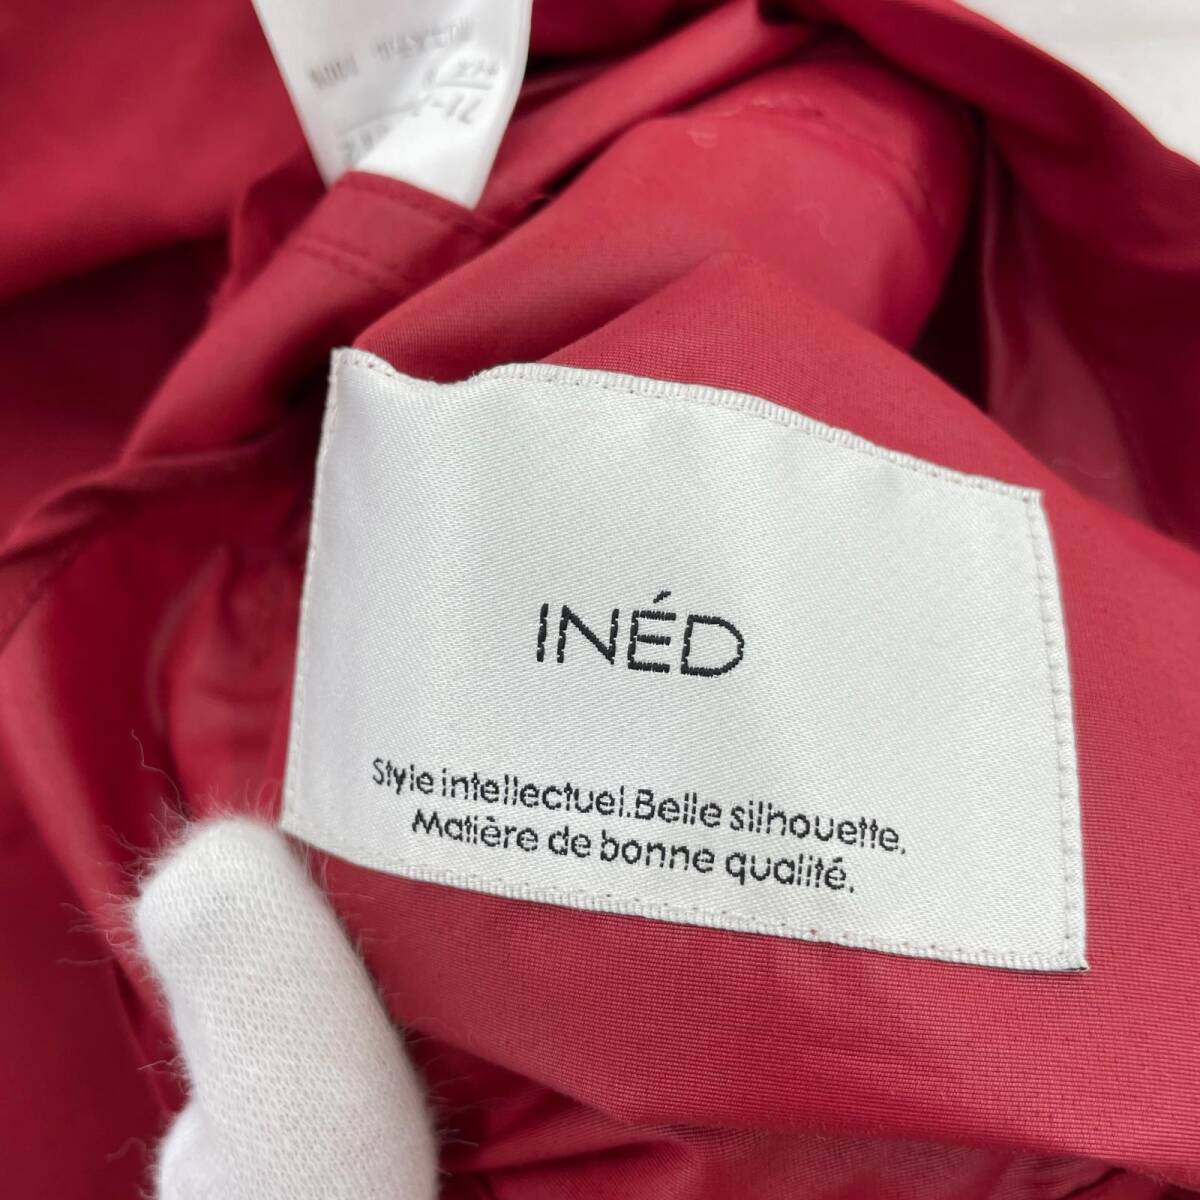 INÉD
Style intellectuel.Belle silhouette.
Matière de bonne qualité.